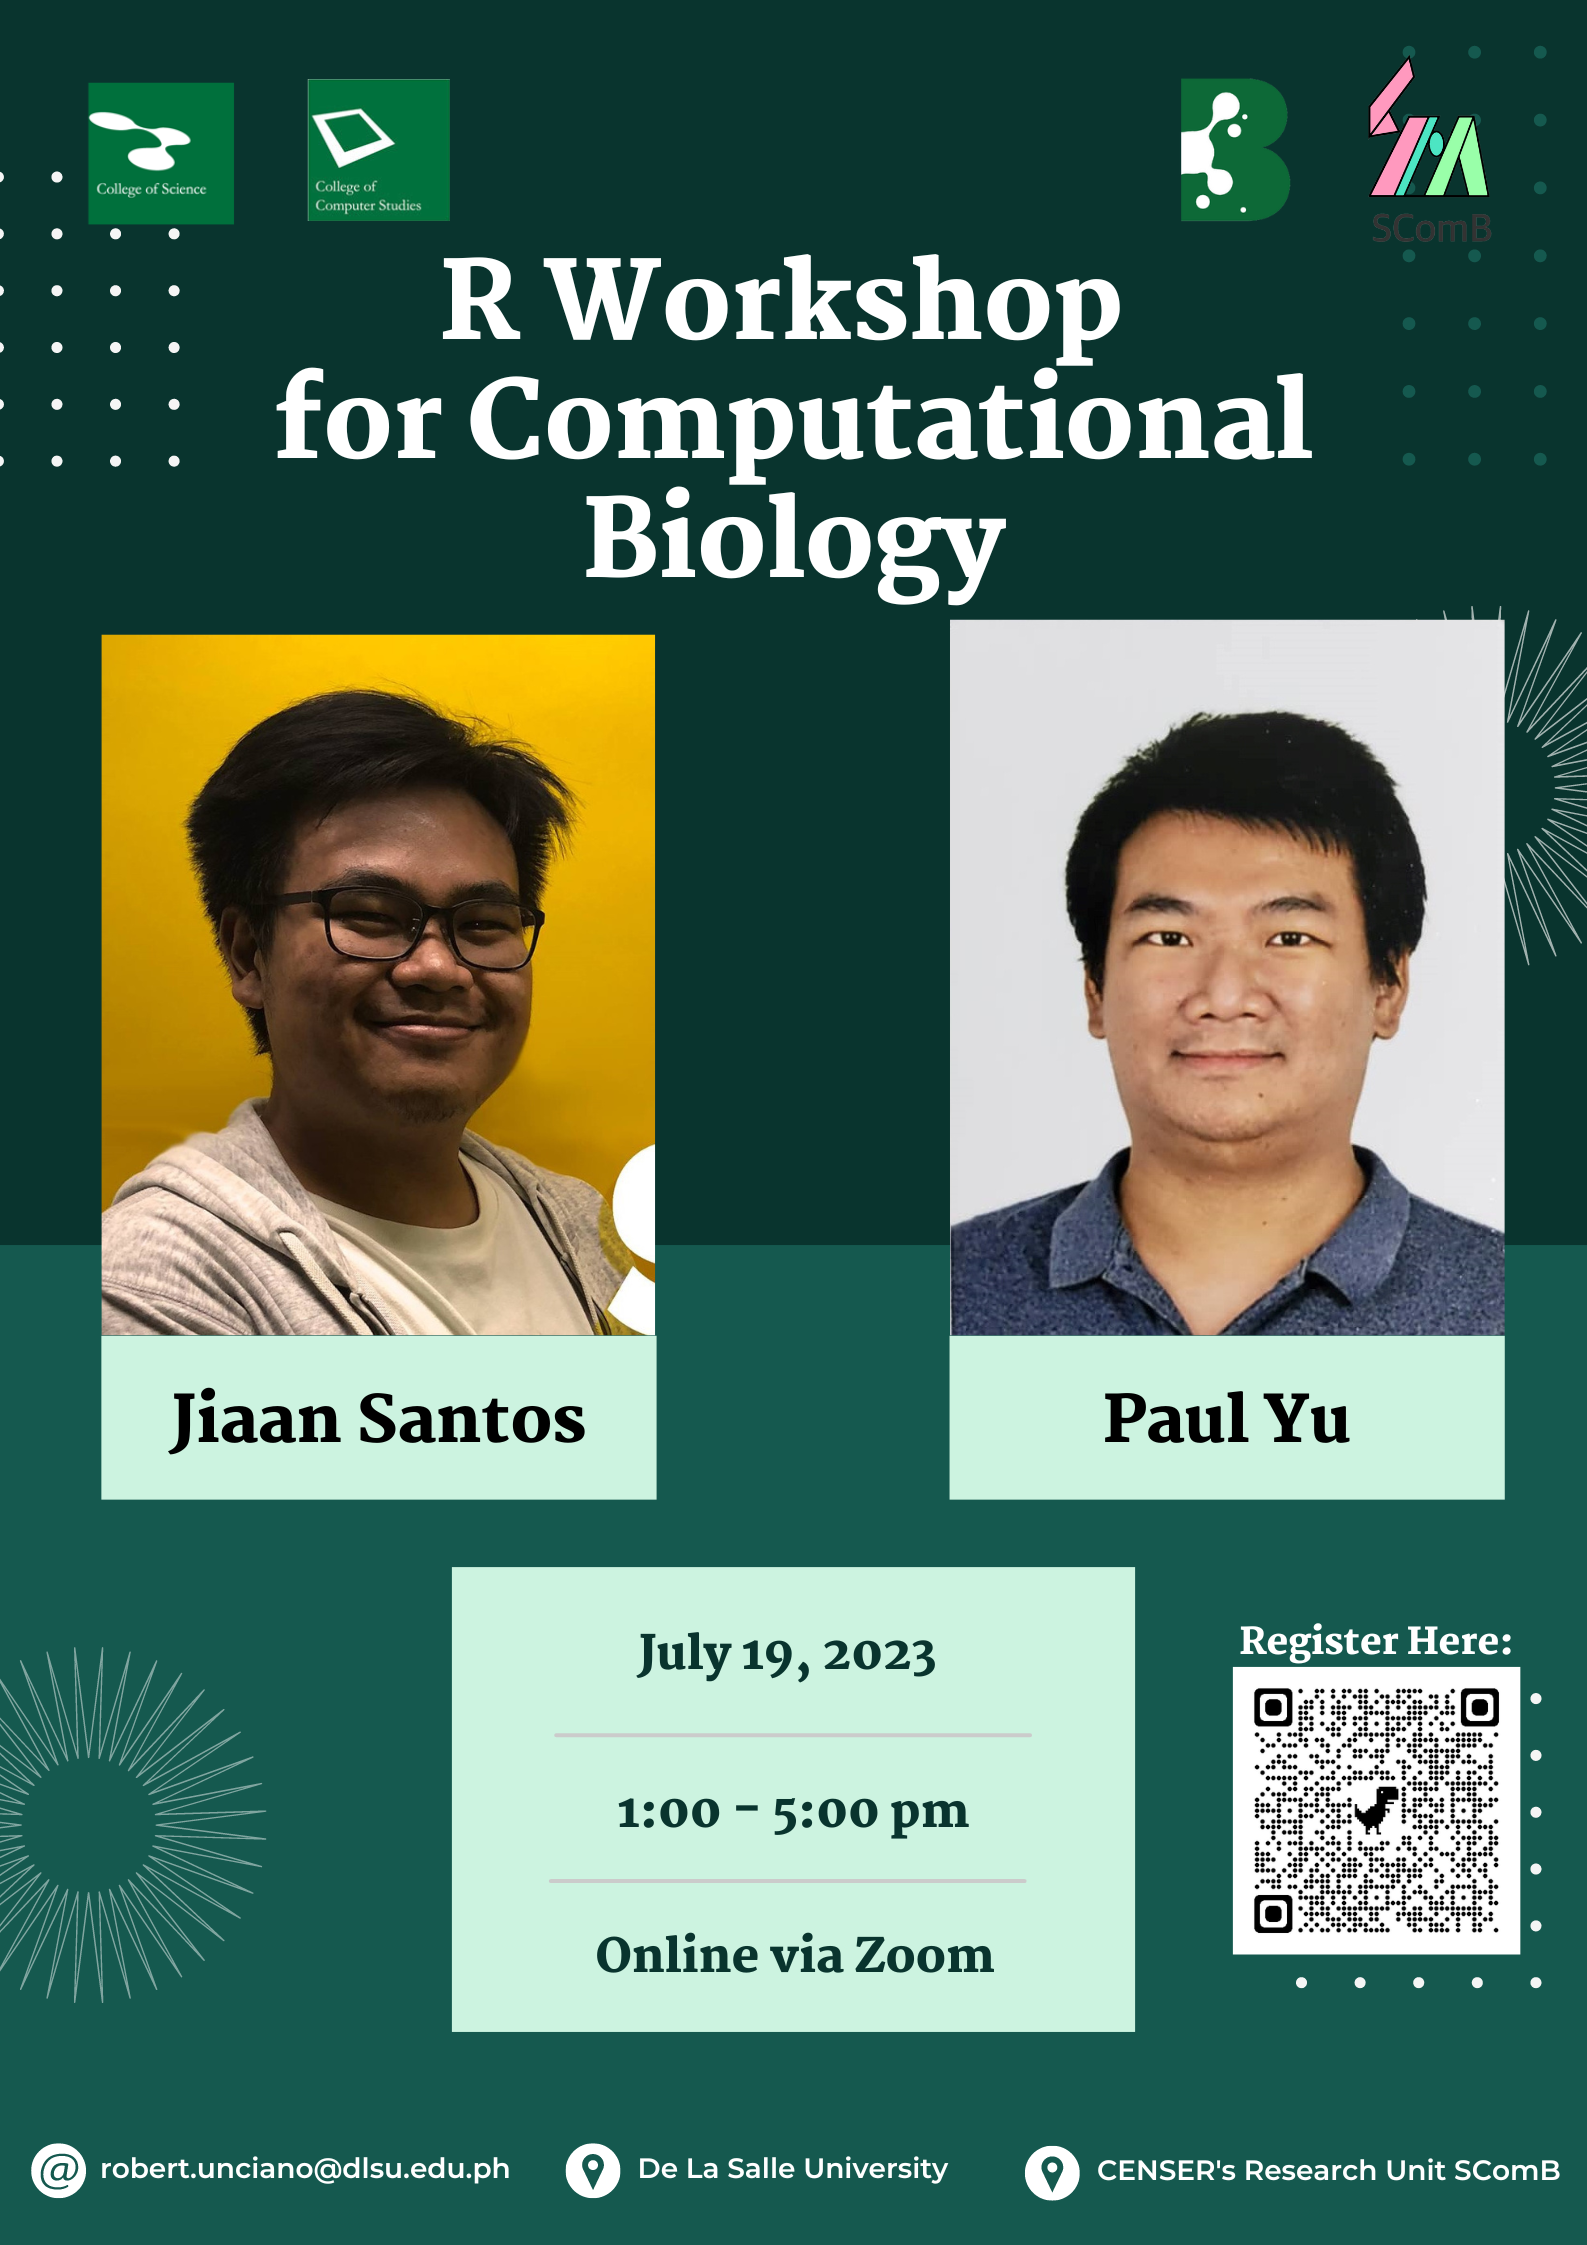 College of Science
College of
Computer Studies
SComB
R Workshop
for Computational
Biology
Jiaan Santos
Paul Yu
July 19, 2023
1:00 - 5:00 pm
Online via Zoom
Register Here:
robert.unciano@dlsu.edu.ph
De La Salle University
CENSER's Research Unit SComB